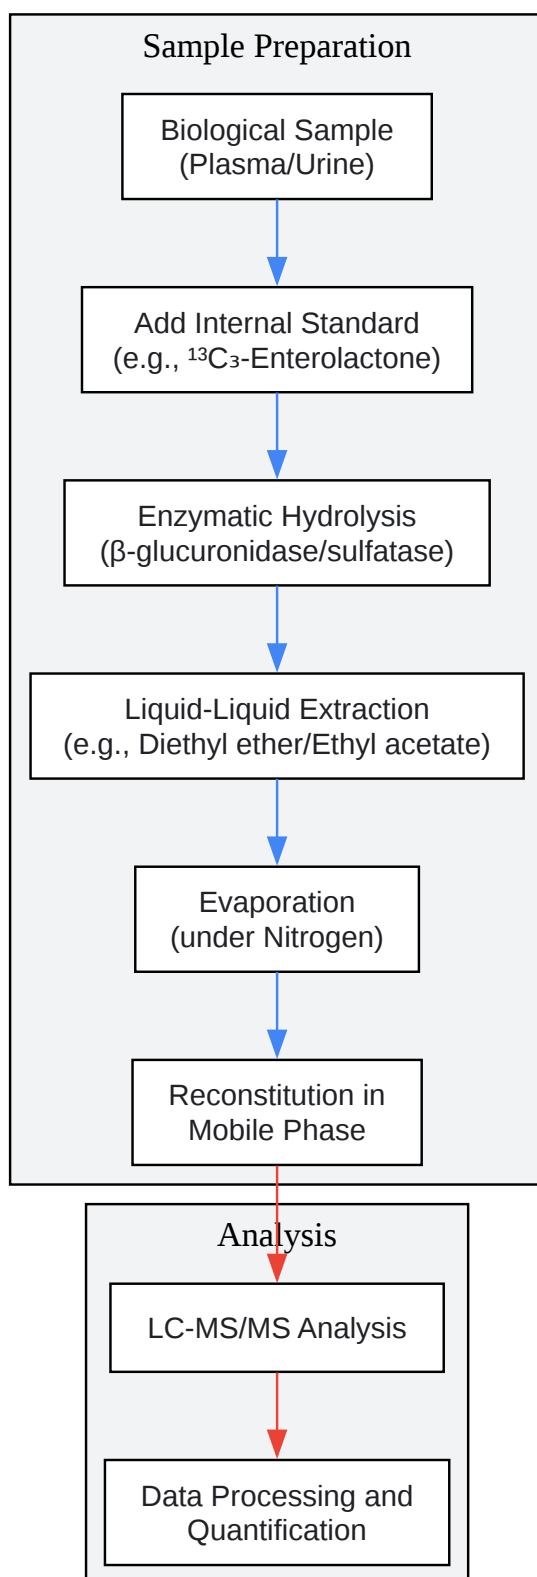 Sample Preparation
Biological Sample
(Plasma/Urine)
Add Internal Standard
(e.g., ¹³C₃-Enterolactone)
Enzymatic Hydrolysis
(β-glucuronidase/sulfatase)
Liquid-Liquid Extraction
(e.g., Diethyl ether/Ethyl acetate)
Evaporation
(under Nitrogen)
Reconstitution in
Mobile Phase
Analysis
LC-MS/MS Analysis
Data Processing and
Quantification